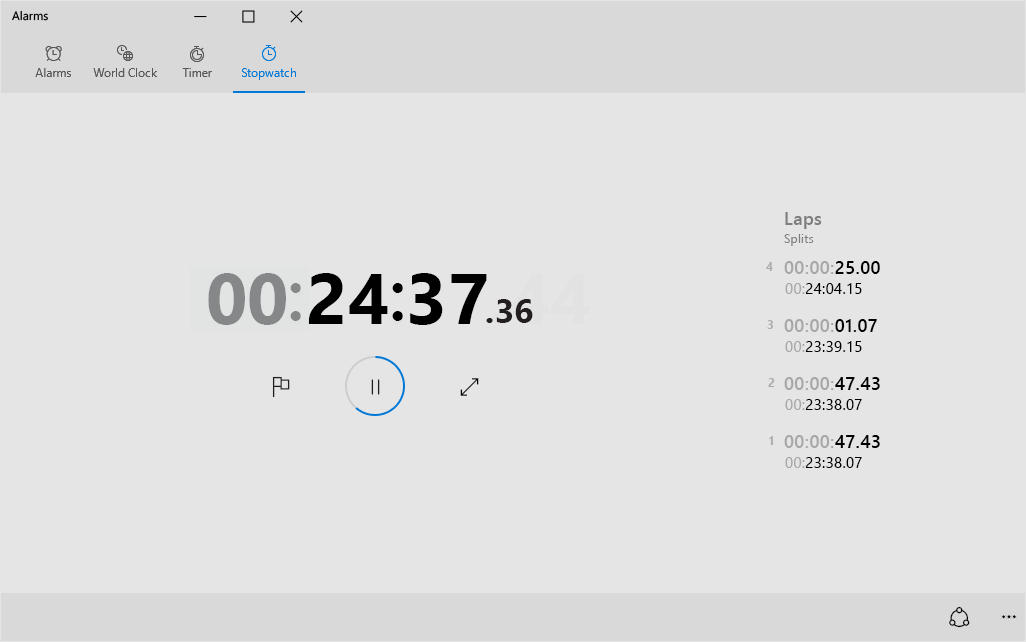 Alarms
Alarms
World Clock
Timer
Stopwatch
00:24:37.36
Laps
Splits
4 00:00:25.00
00:24:04.15
3 00:00:01.07
00:23:39.15
2 00:00:47.43
00:23:38.07
1 00:00:47.43
00:23:38.07